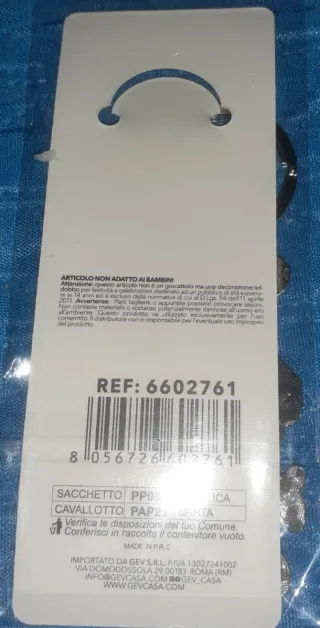 ARTICOLO NON ADATTO AI BAMBINI
Attenzione: questo articolo non è un giocattolo ma una decorazione/ad-
dobbo per festività e celebrazioni destinato ad un pubblico di età superio-
re ai 14 anni ed è escluso dalla normativa di cui al D.Lgs. 54 dell'11 aprile
2011. Avvertenze: Parti taglienti o appuntite possono provocare lesioni.
Non contiene materiale o sostanze potenzialmente dannose all'uomo e/o
all'ambiente. Questo prodotto va utilizzato esclusivamente per l'uso
consentito. Il distributore non è responsabile per l'eventuale uso improprio
del prodotto.
REF: 6602761
8 056726 602761
SACCHETTO PP05
CAVALLOTTO PAP21 CARTA
Verifica le disposizioni del tuo Comune.
Conferisci in raccolta il contenitore vuoto.
MADE IN P.R.C
IMPORTATO DA GEV S.R.L. P.IVA 13027241002
VIA DOMODOSSOLA 29 00183 ROMA (RM)
INFO@GEVCASA.COM GEV_CASA
WWW.GEVCASA.COM